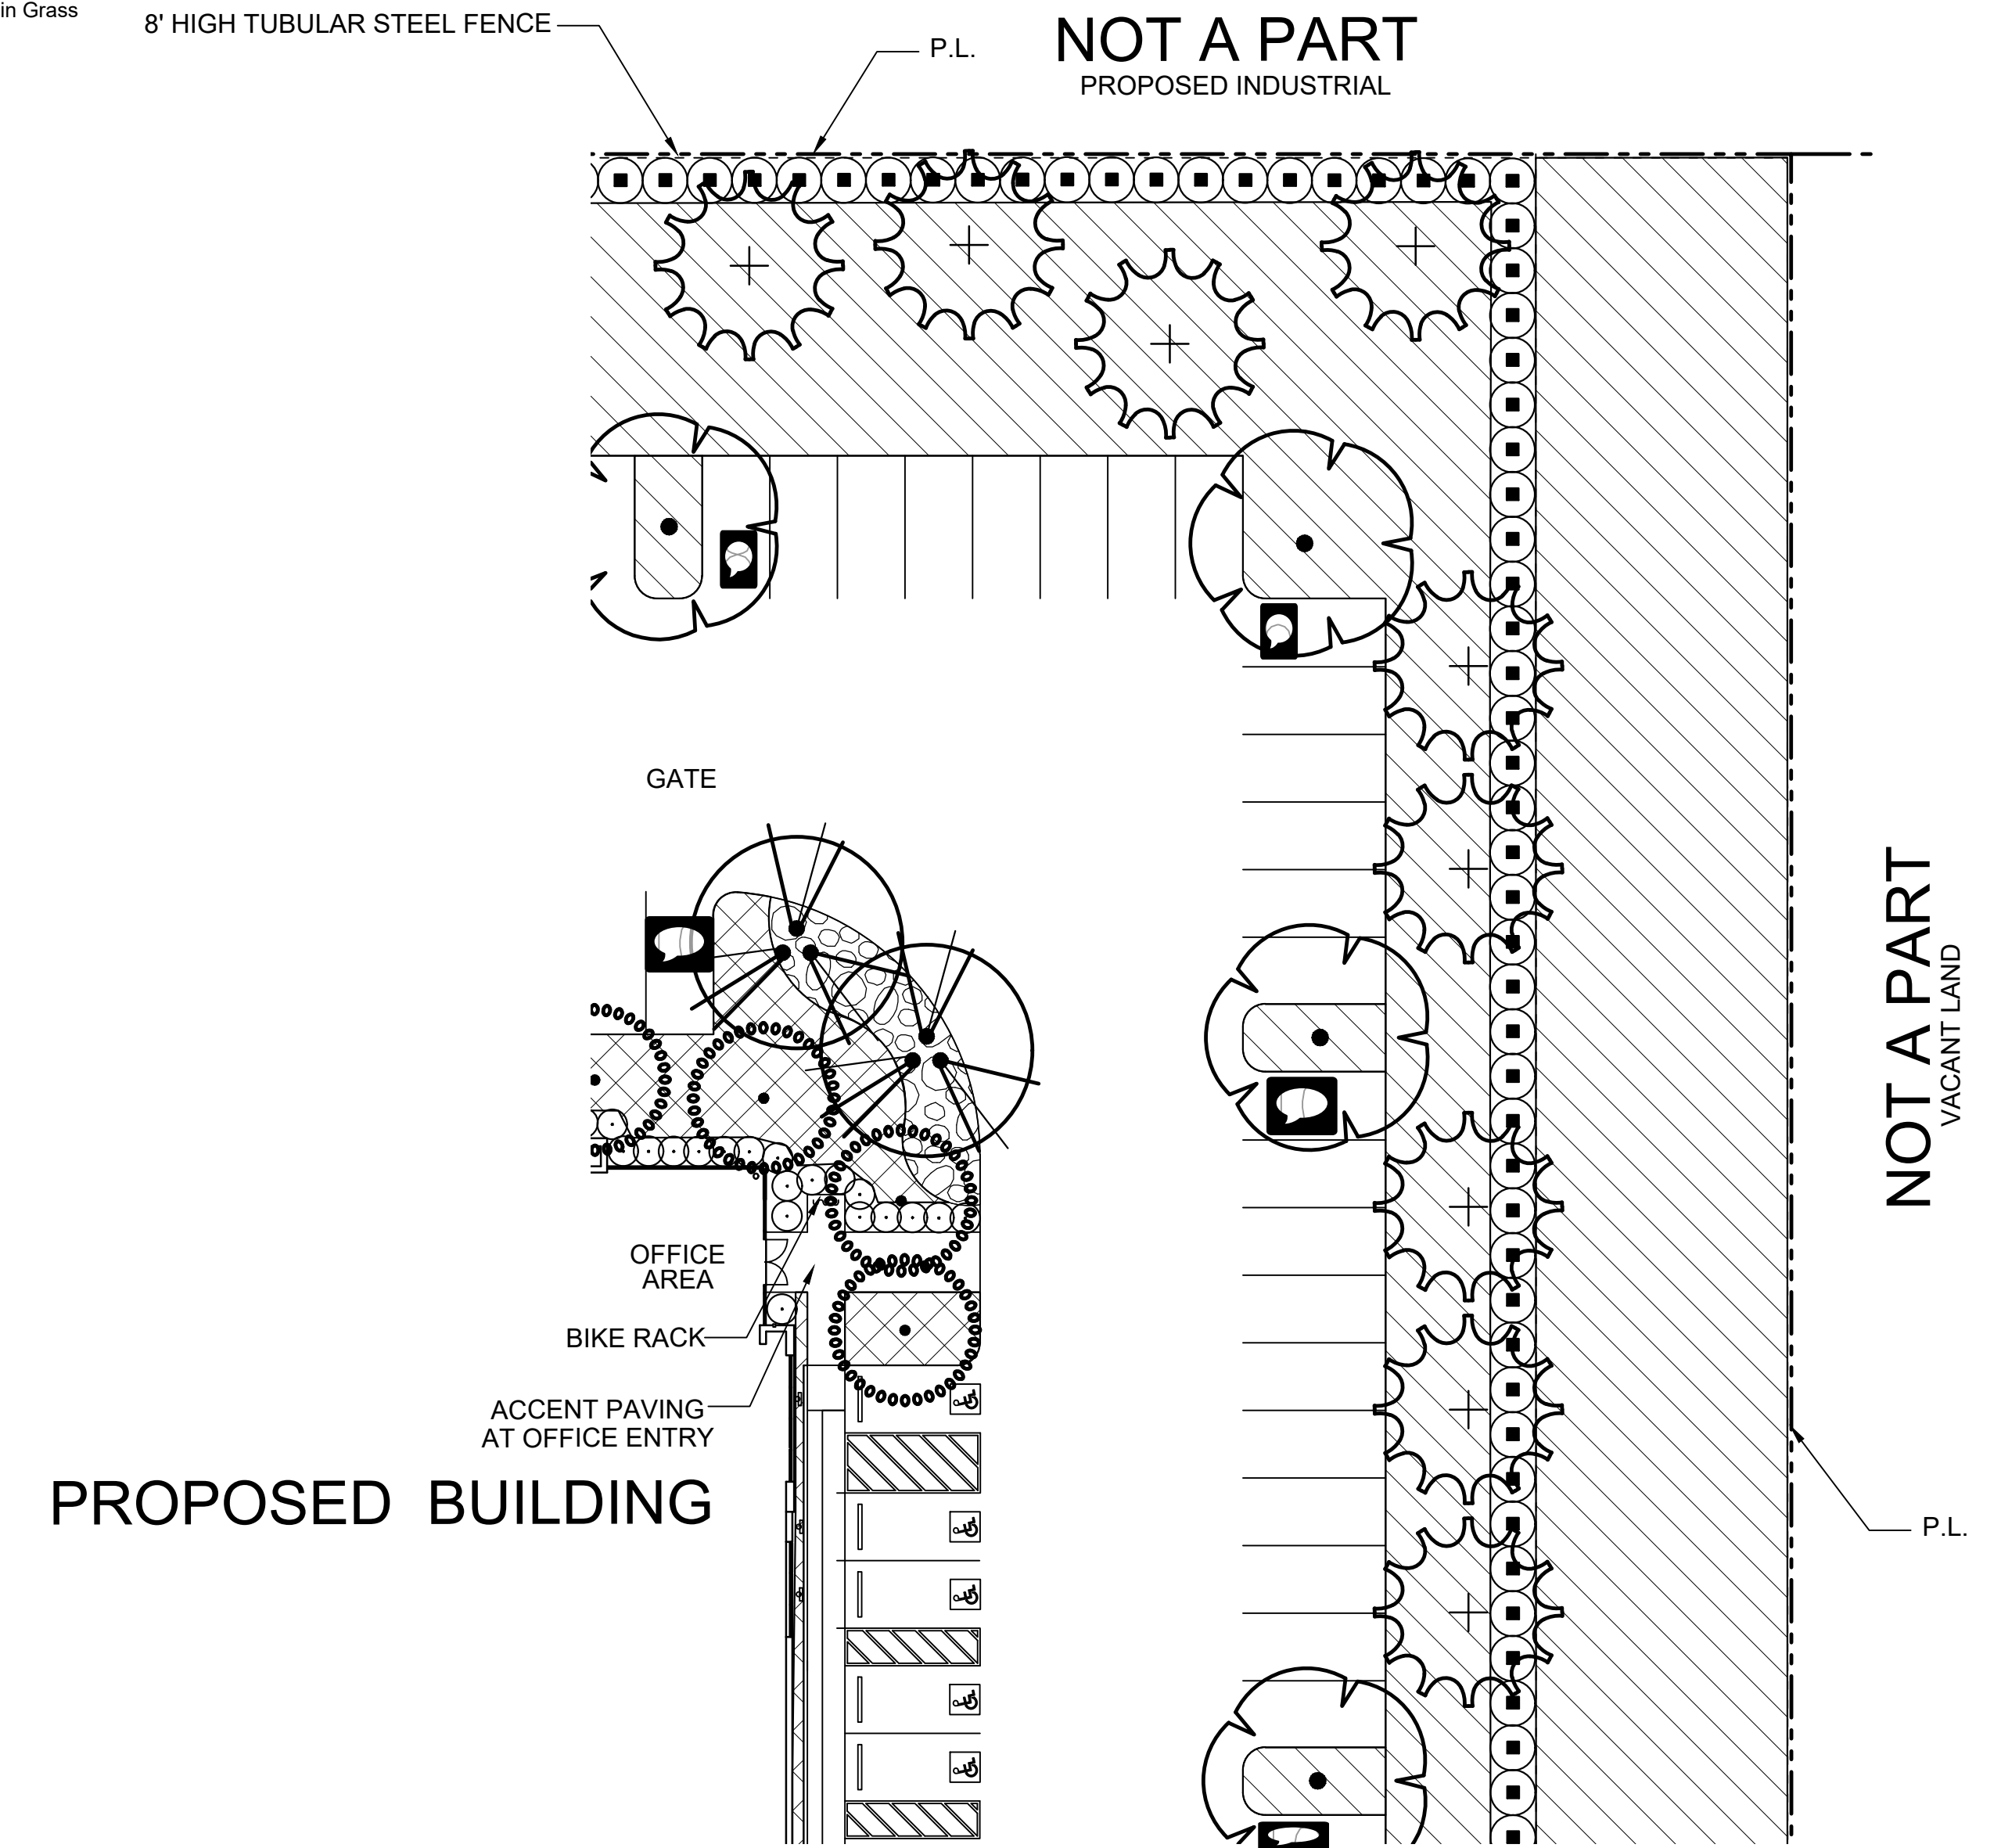 in Grass
8' HIGH TUBULAR STEEL FENCE
P.L.
NOT A PART
PROPOSED INDUSTRIAL
GATE
NOT A PART
VACANT LAND
OFFICE
AREA
BIKE RACK
ACCENT PAVING
AT OFFICE ENTRY
PROPOSED BUILDING
P.L.